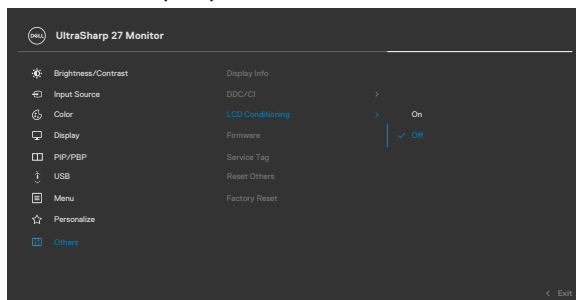 DELL UltraSharp 27 Monitor
Brightness/Contrast Display Info
Input Source DDC/CI >
Color LCD Conditioning > On
Display Firmware ✓ Off
PIP/PBP Service Tag
USB Reset Others
Menu Factory Reset
Personalize
Others
< Exit